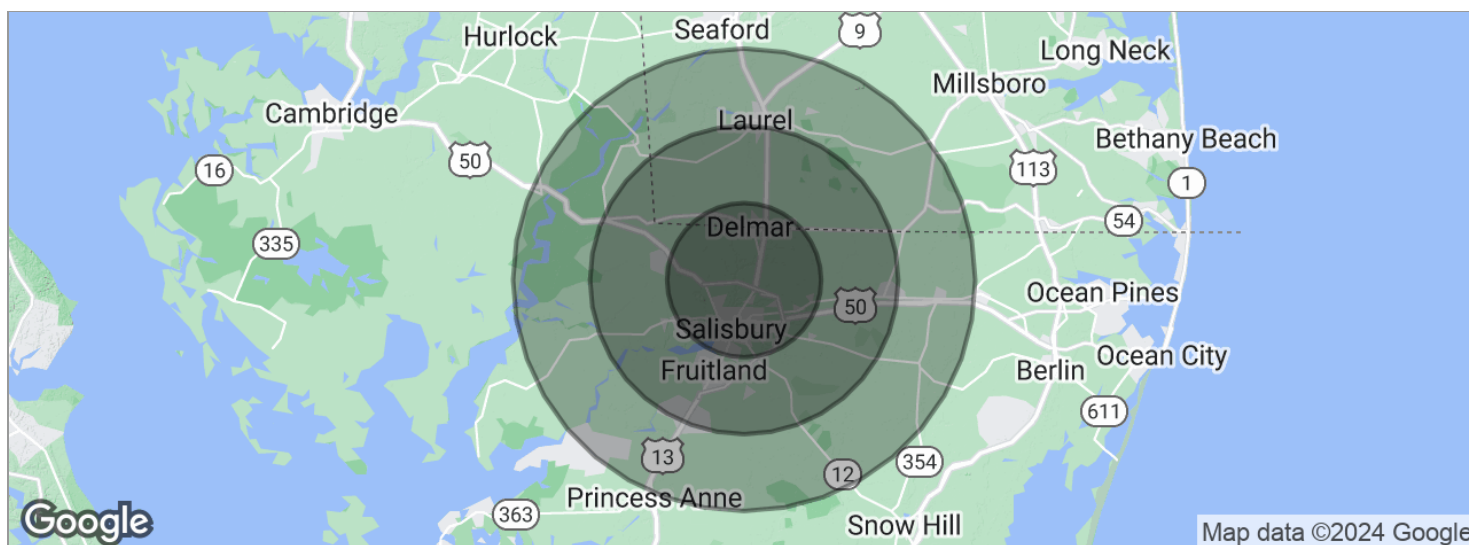 Seaford
9
Hurlock
Long Neck
Millsboro
Cambridge
Laurel
Bethany Beach
50
16
113
1
54
Delmar
335
Ocean Pines
50
Salisbury
Ocean City
Fruitland
Berlin
611
13
354
12
Princess Anne
363
Snow Hill
Google
Map data ©2024 Google